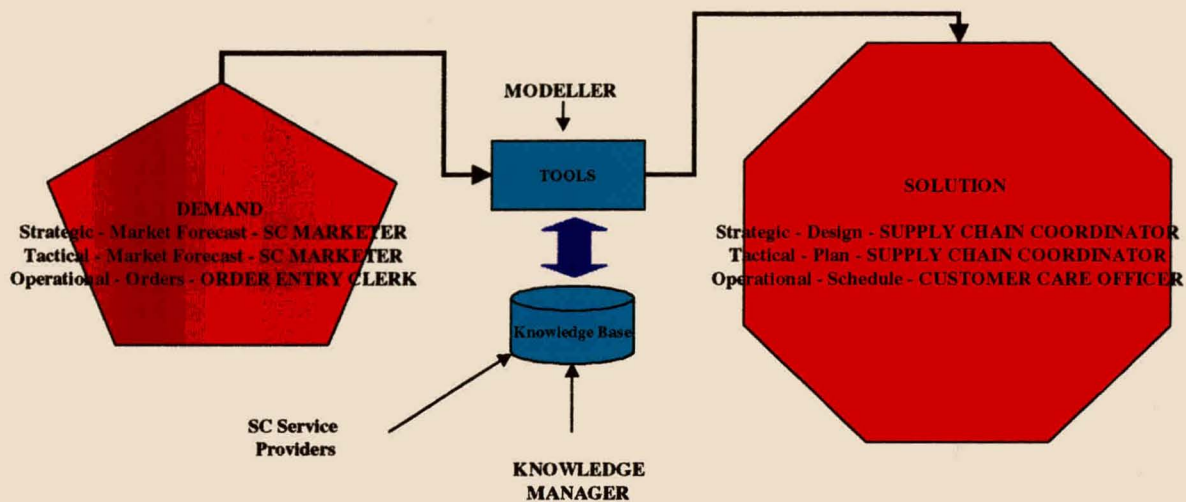 MODELLER
TOOLS
DEMAND
Strategic - Market Forecast - SC MARKETER
Tactical - Market Forecast - SC MARKETER
Operational - Orders - ORDER ENTRY CLERK
SOLUTION
Strategic - Design - SUPPLY CHAIN COORDINATOR
Tactical - Plan - SUPPLY CHAIN COORDINATOR
Operational - Schedule - CUSTOMER CARE OFFICER
Knowledge Base
SC Service
Providers
KNOWLEDGE
MANAGER